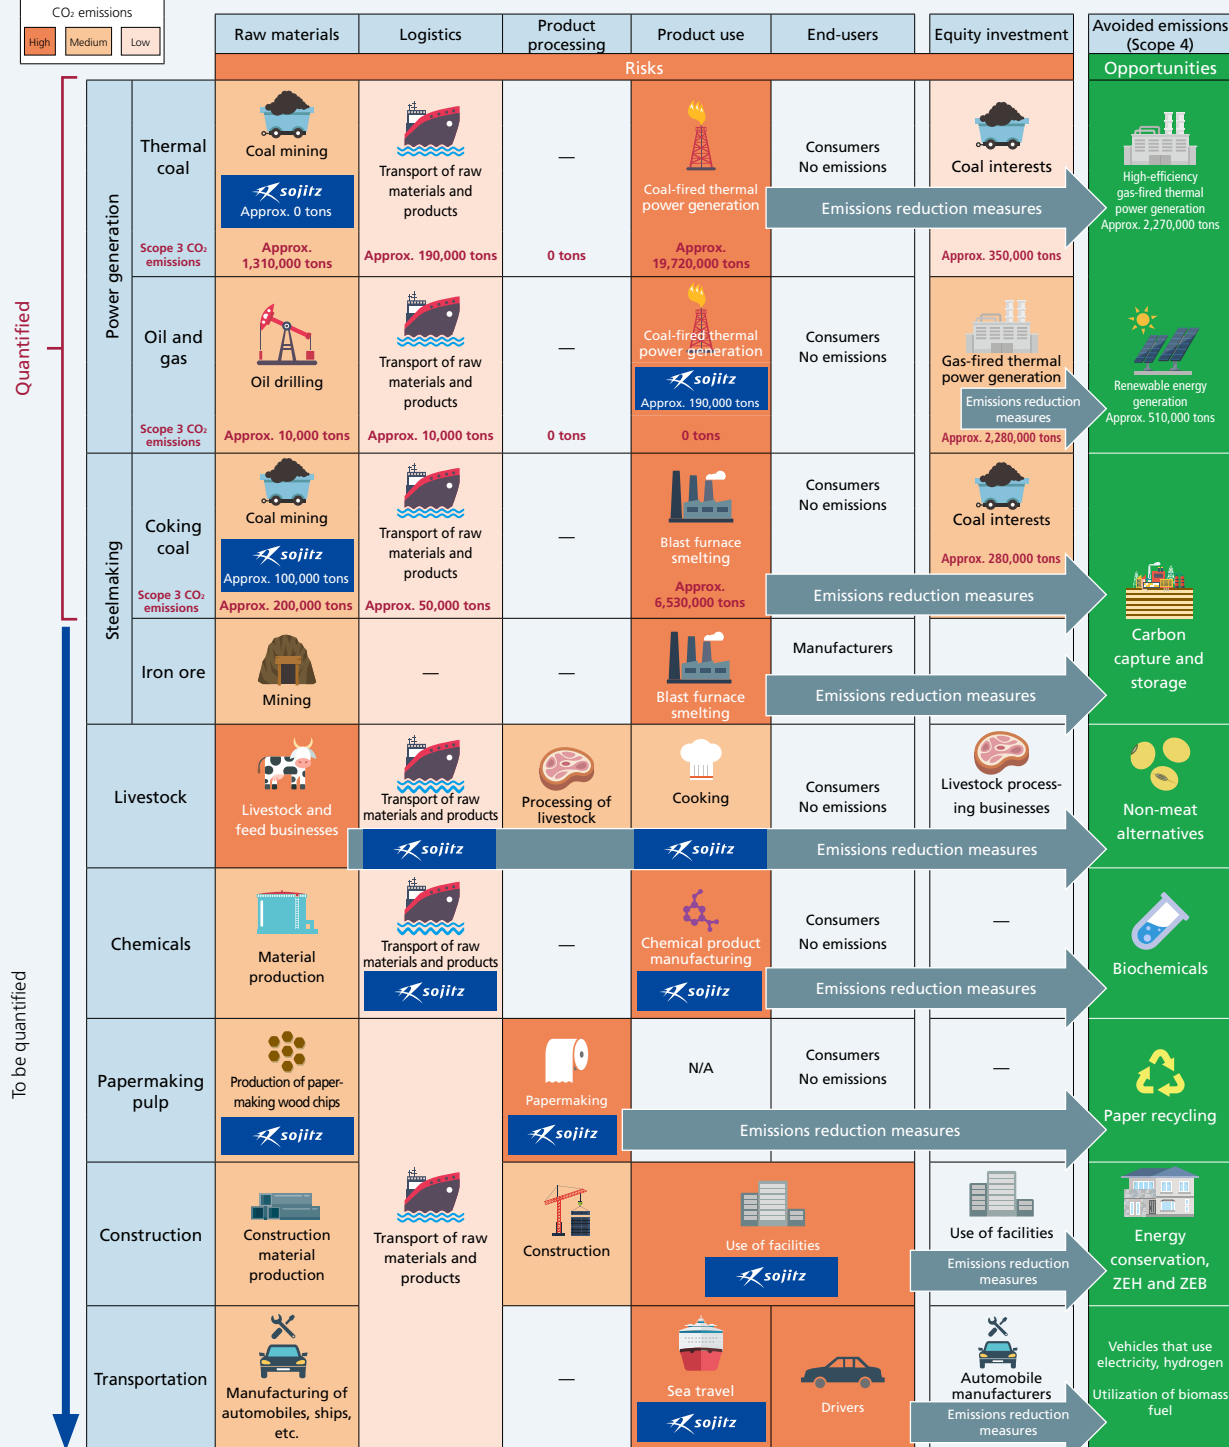 CO₂ emissions
High
Medium
Low
Raw materials
Logistics
Product
processing
Product use
End-users
Equity investment
Avoided emissions
(Scope 4)
Risks
Opportunities
Quantified
Power generation
Thermal
coal
Coal mining
sojitz
Approx. 0 tons
Transport of raw
materials and
products
—
Coal-fired thermal
power generation
Consumers
No emissions
Coal interests
Emissions reduction measures
High-efficiency
gas-fired thermal
power generation
Approx. 2,270,000 tons
Scope 3 CO₂
emissions
Approx.
1,310,000 tons
Approx. 190,000 tons
0 tons
Approx.
19,720,000 tons
Approx. 350,000 tons
Oil and
gas
Oil drilling
Transport of raw
materials and
products
—
Coal-fired thermal
power generation
sojitz
Approx. 190,000 tons
Consumers
No emissions
Gas-fired thermal
power generation
Emissions reduction
measures
Renewable energy
generation
Approx. 510,000 tons
Scope 3 CO₂
emissions
Approx. 10,000 tons
Approx. 10,000 tons
0 tons
0 tons
Approx. 2,280,000 tons
Steelmaking
Coking
coal
Coal mining
sojitz
Approx. 100,000 tons
Transport of raw
materials and
products
—
Blast furnace
smelting
Consumers
No emissions
Coal interests
Approx. 280,000 tons
Scope 3 CO₂
emissions
Approx. 200,000 tons
Approx. 50,000 tons
Approx.
6,530,000 tons
Emissions reduction measures
Carbon
capture and
storage
To be quantified
Iron ore
Mining
—
—
Blast furnace
smelting
Manufacturers
Emissions reduction measures
Livestock
Livestock and
feed businesses
Transport of raw
materials and products
sojitz
Processing of
livestock
Cooking
sojitz
Consumers
No emissions
Livestock process-
ing businesses
Emissions reduction measures
Non-meat
alternatives
Chemicals
Material
production
Transport of raw
materials and products
sojitz
—
Chemical product
manufacturing
sojitz
Consumers
No emissions
—
Emissions reduction measures
Biochemicals
Papermaking
pulp
Production of paper-
making wood chips
sojitz
Papermaking
sojitz
N/A
Consumers
No emissions
—
Emissions reduction measures
Paper recycling
Construction
Construction
material
production
Transport of raw
materials and
products
Construction
Use of facilities
sojitz
Use of facilities
Emissions reduction
measures
Energy
conservation,
ZEH and ZEB
Transportation
Manufacturing of
automobiles, ships,
etc.
—
Sea travel
sojitz
Drivers
Automobile
manufacturers
Emissions reduction
measures
Vehicles that use
electricity, hydrogen
Utilization of biomass
fuel